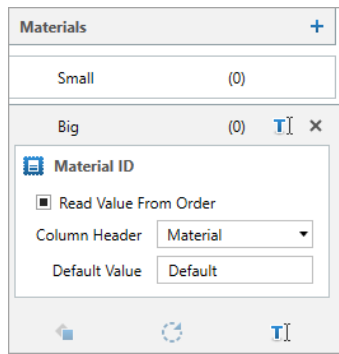 Materials
Small (0)
Big (0)
Material ID
Read Value From Order
Column Header Material
Default Value Default